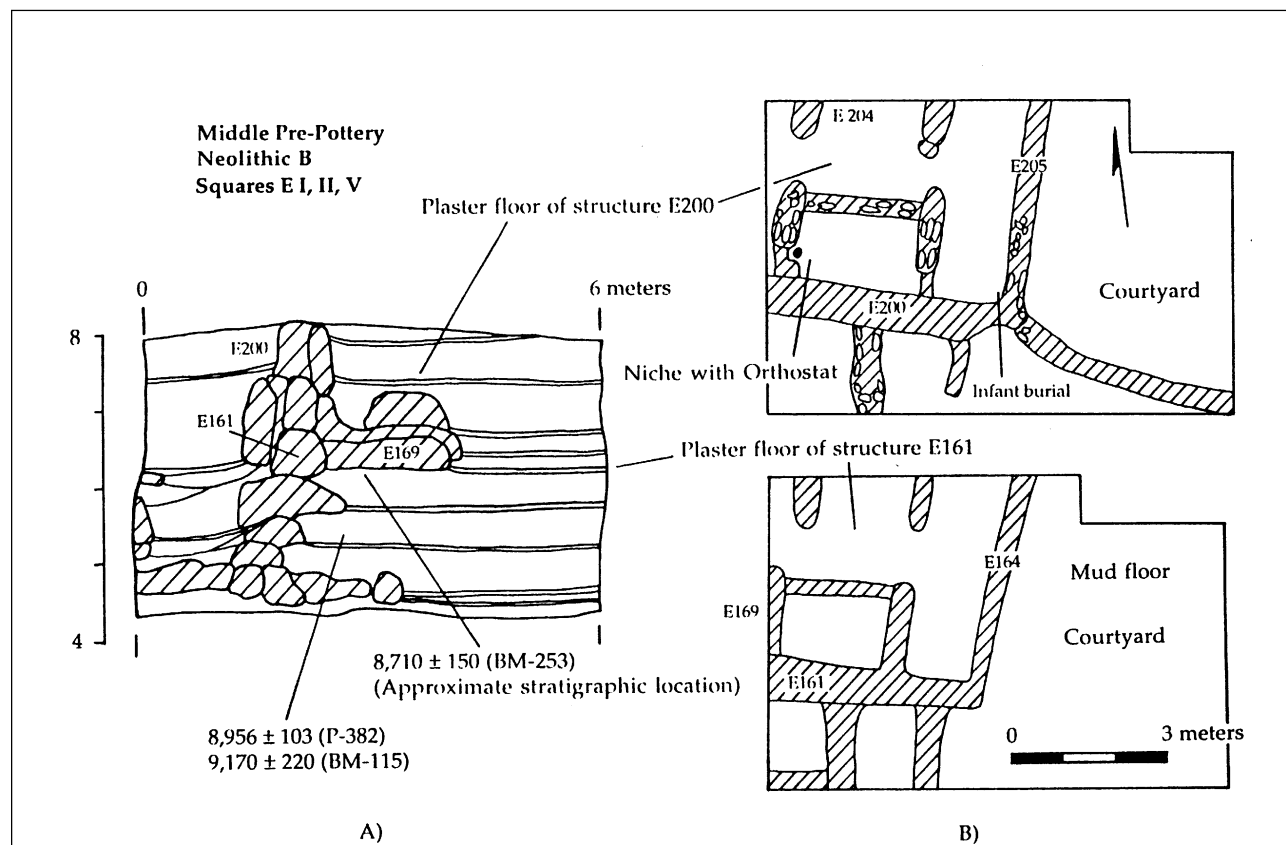 Middle Pre-Pottery
Neolithic B
Squares E I, II, V
Plaster floor of structure E200
0
6 meters
8
4
E200
E161
E169
8,710 ± 150 (BM-253)
(Approximate stratigraphic location)
8,956 ± 103 (P-382)
9,170 ± 220 (BM-115)
A)
E 204
E205
Courtyard
E200
Niche with Orthostat
Infant burial
Plaster floor of structure E161
E164
Mud floor
E169
Courtyard
E161
0
3 meters
B)